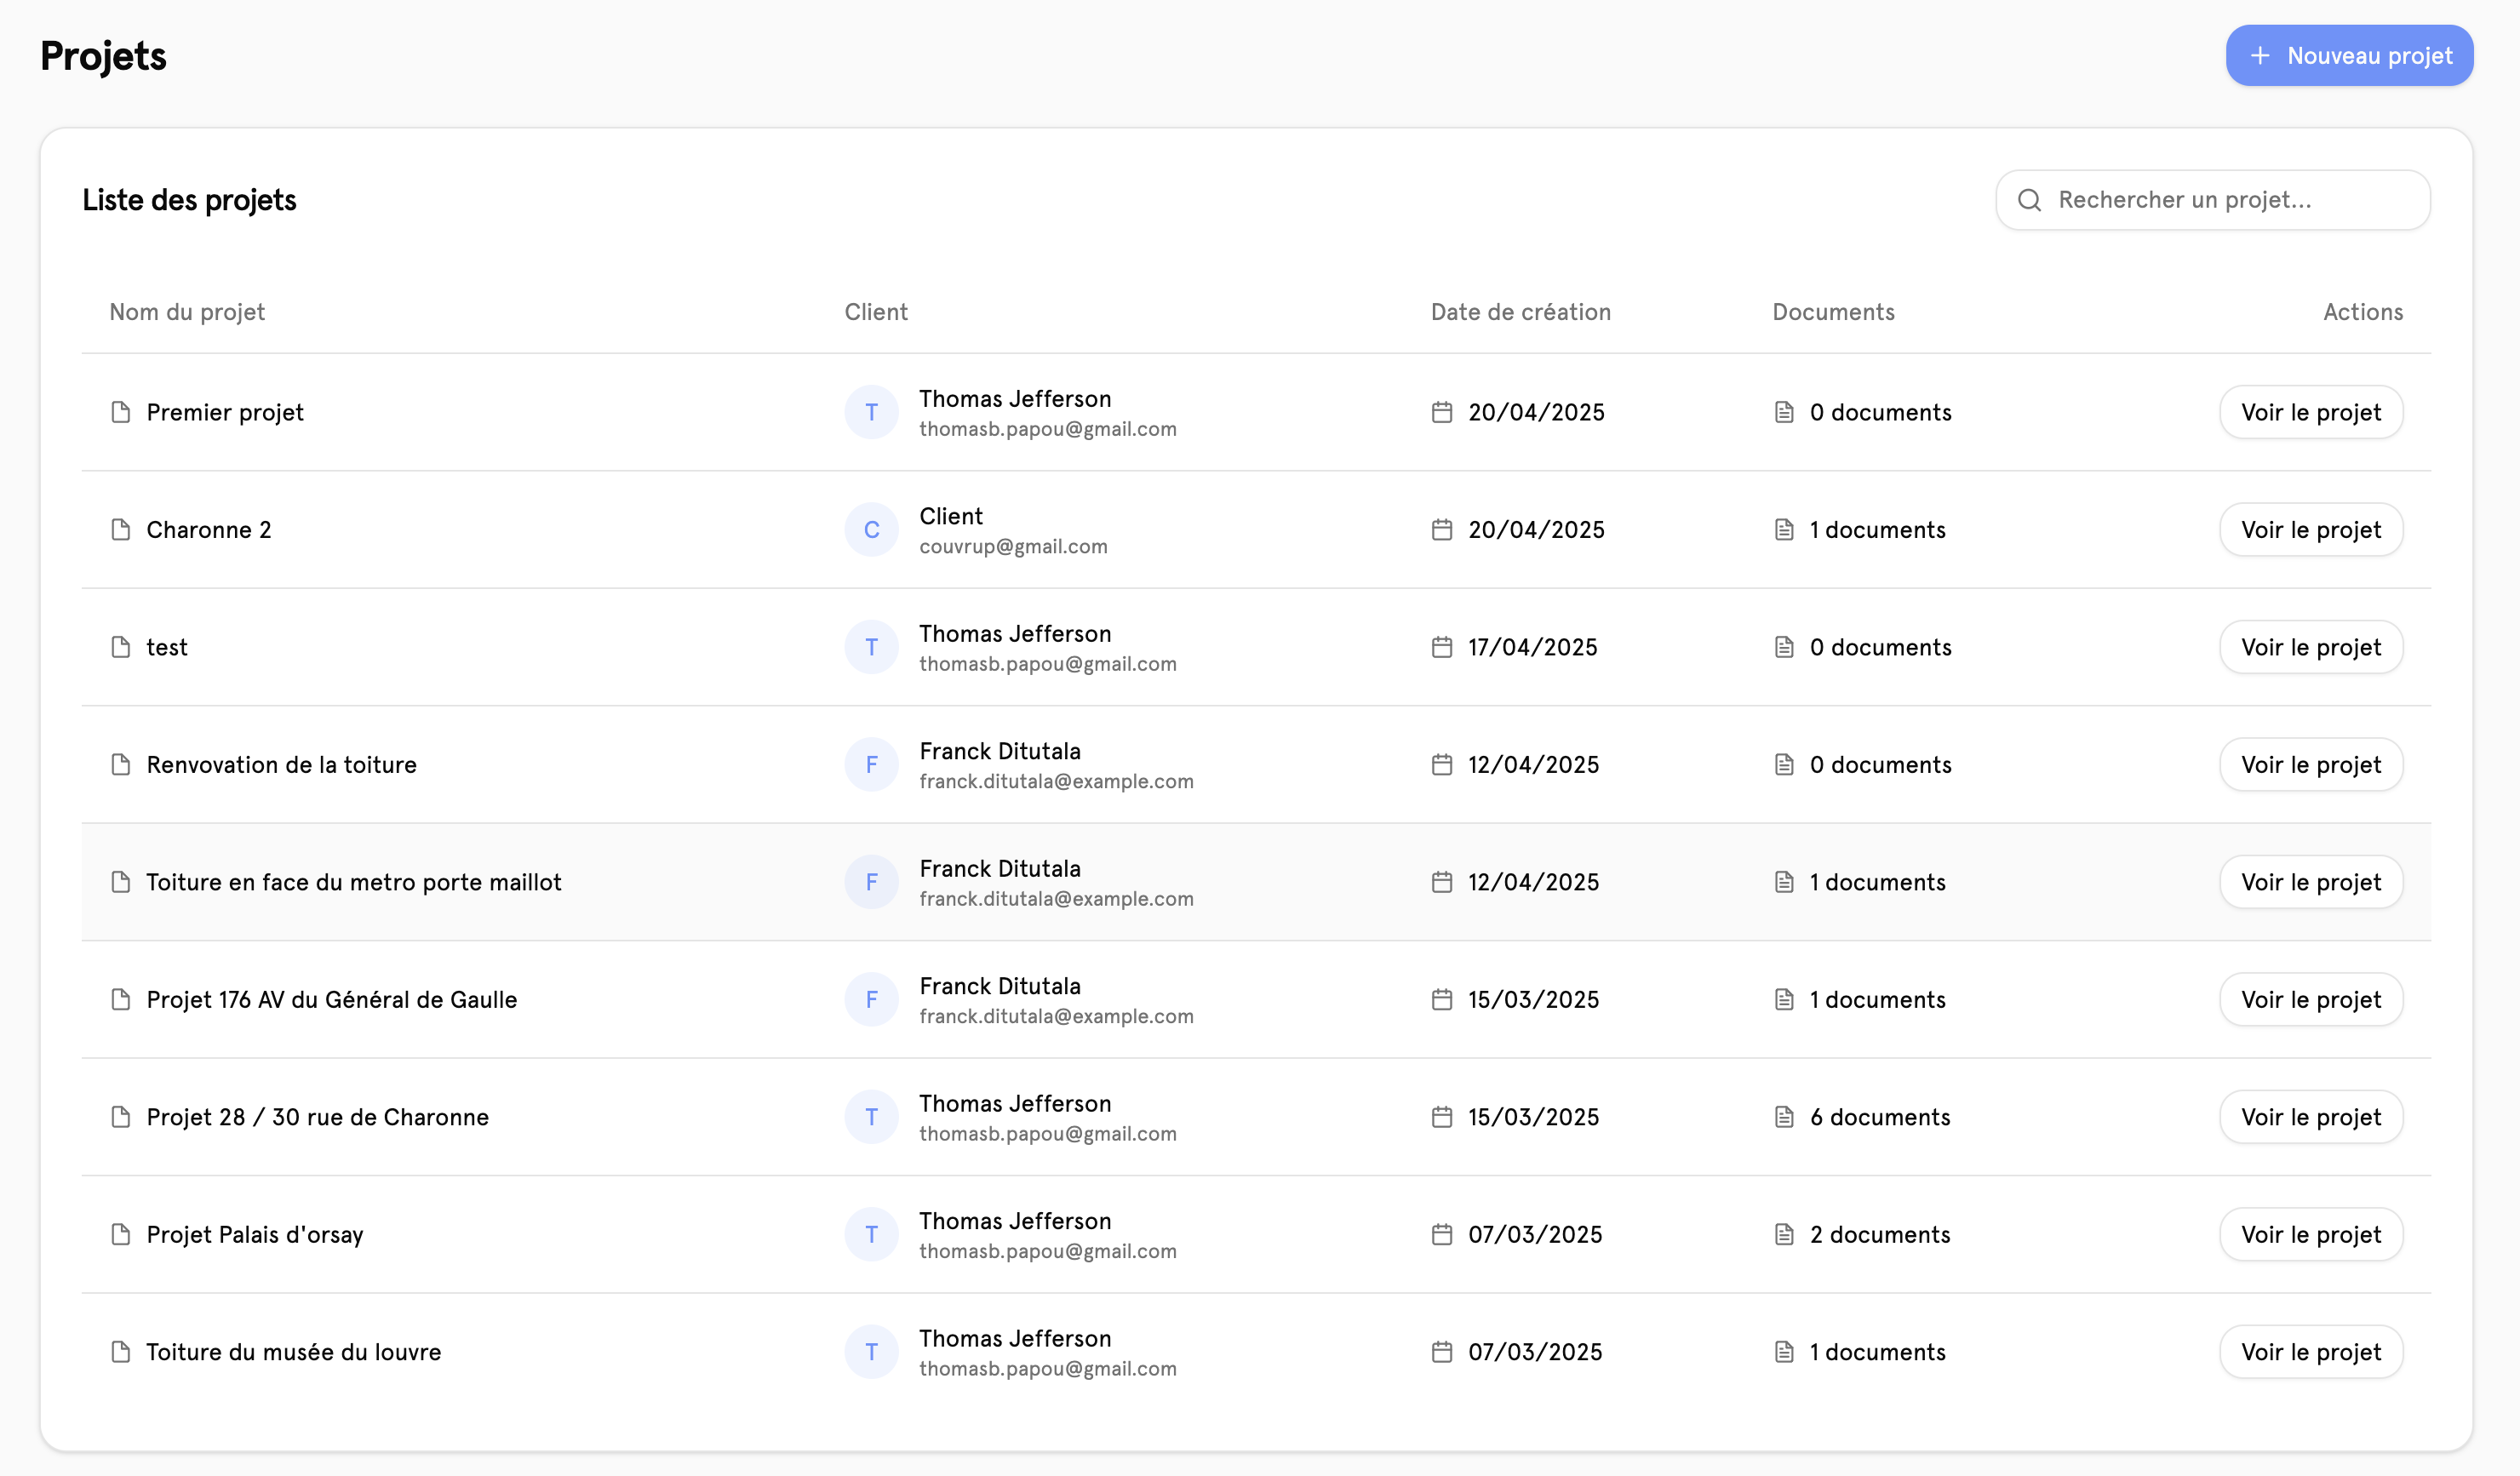 Projets
Nouveau projet
Liste des projets
Rechercher un projet...
Nom du projet Client Date de création Documents Actions
Premier projet
T
Thomas Jefferson
thomasb.papou@gmail.com
20/04/2025
0 documents
Voir le projet
Charonne 2
C
Client
couvrup@gmail.com
20/04/2025
1 documents
Voir le projet
test
T
Thomas Jefferson
thomasb.papou@gmail.com
17/04/2025
0 documents
Voir le projet
Renvovation de la toiture
F
Franck Ditutala
franck.ditutala@example.com
12/04/2025
0 documents
Voir le projet
Toiture en face du metro porte maillot
F
Franck Ditutala
franck.ditutala@example.com
12/04/2025
1 documents
Voir le projet
Projet 176 AV du Général de Gaulle
F
Franck Ditutala
franck.ditutala@example.com
15/03/2025
1 documents
Voir le projet
Projet 28 / 30 rue de Charonne
T
Thomas Jefferson
thomasb.papou@gmail.com
15/03/2025
6 documents
Voir le projet
Projet Palais d'orsay
T
Thomas Jefferson
thomasb.papou@gmail.com
07/03/2025
2 documents
Voir le projet
Toiture du musée du louvre
T
Thomas Jefferson
thomasb.papou@gmail.com
07/03/2025
1 documents
Voir le projet